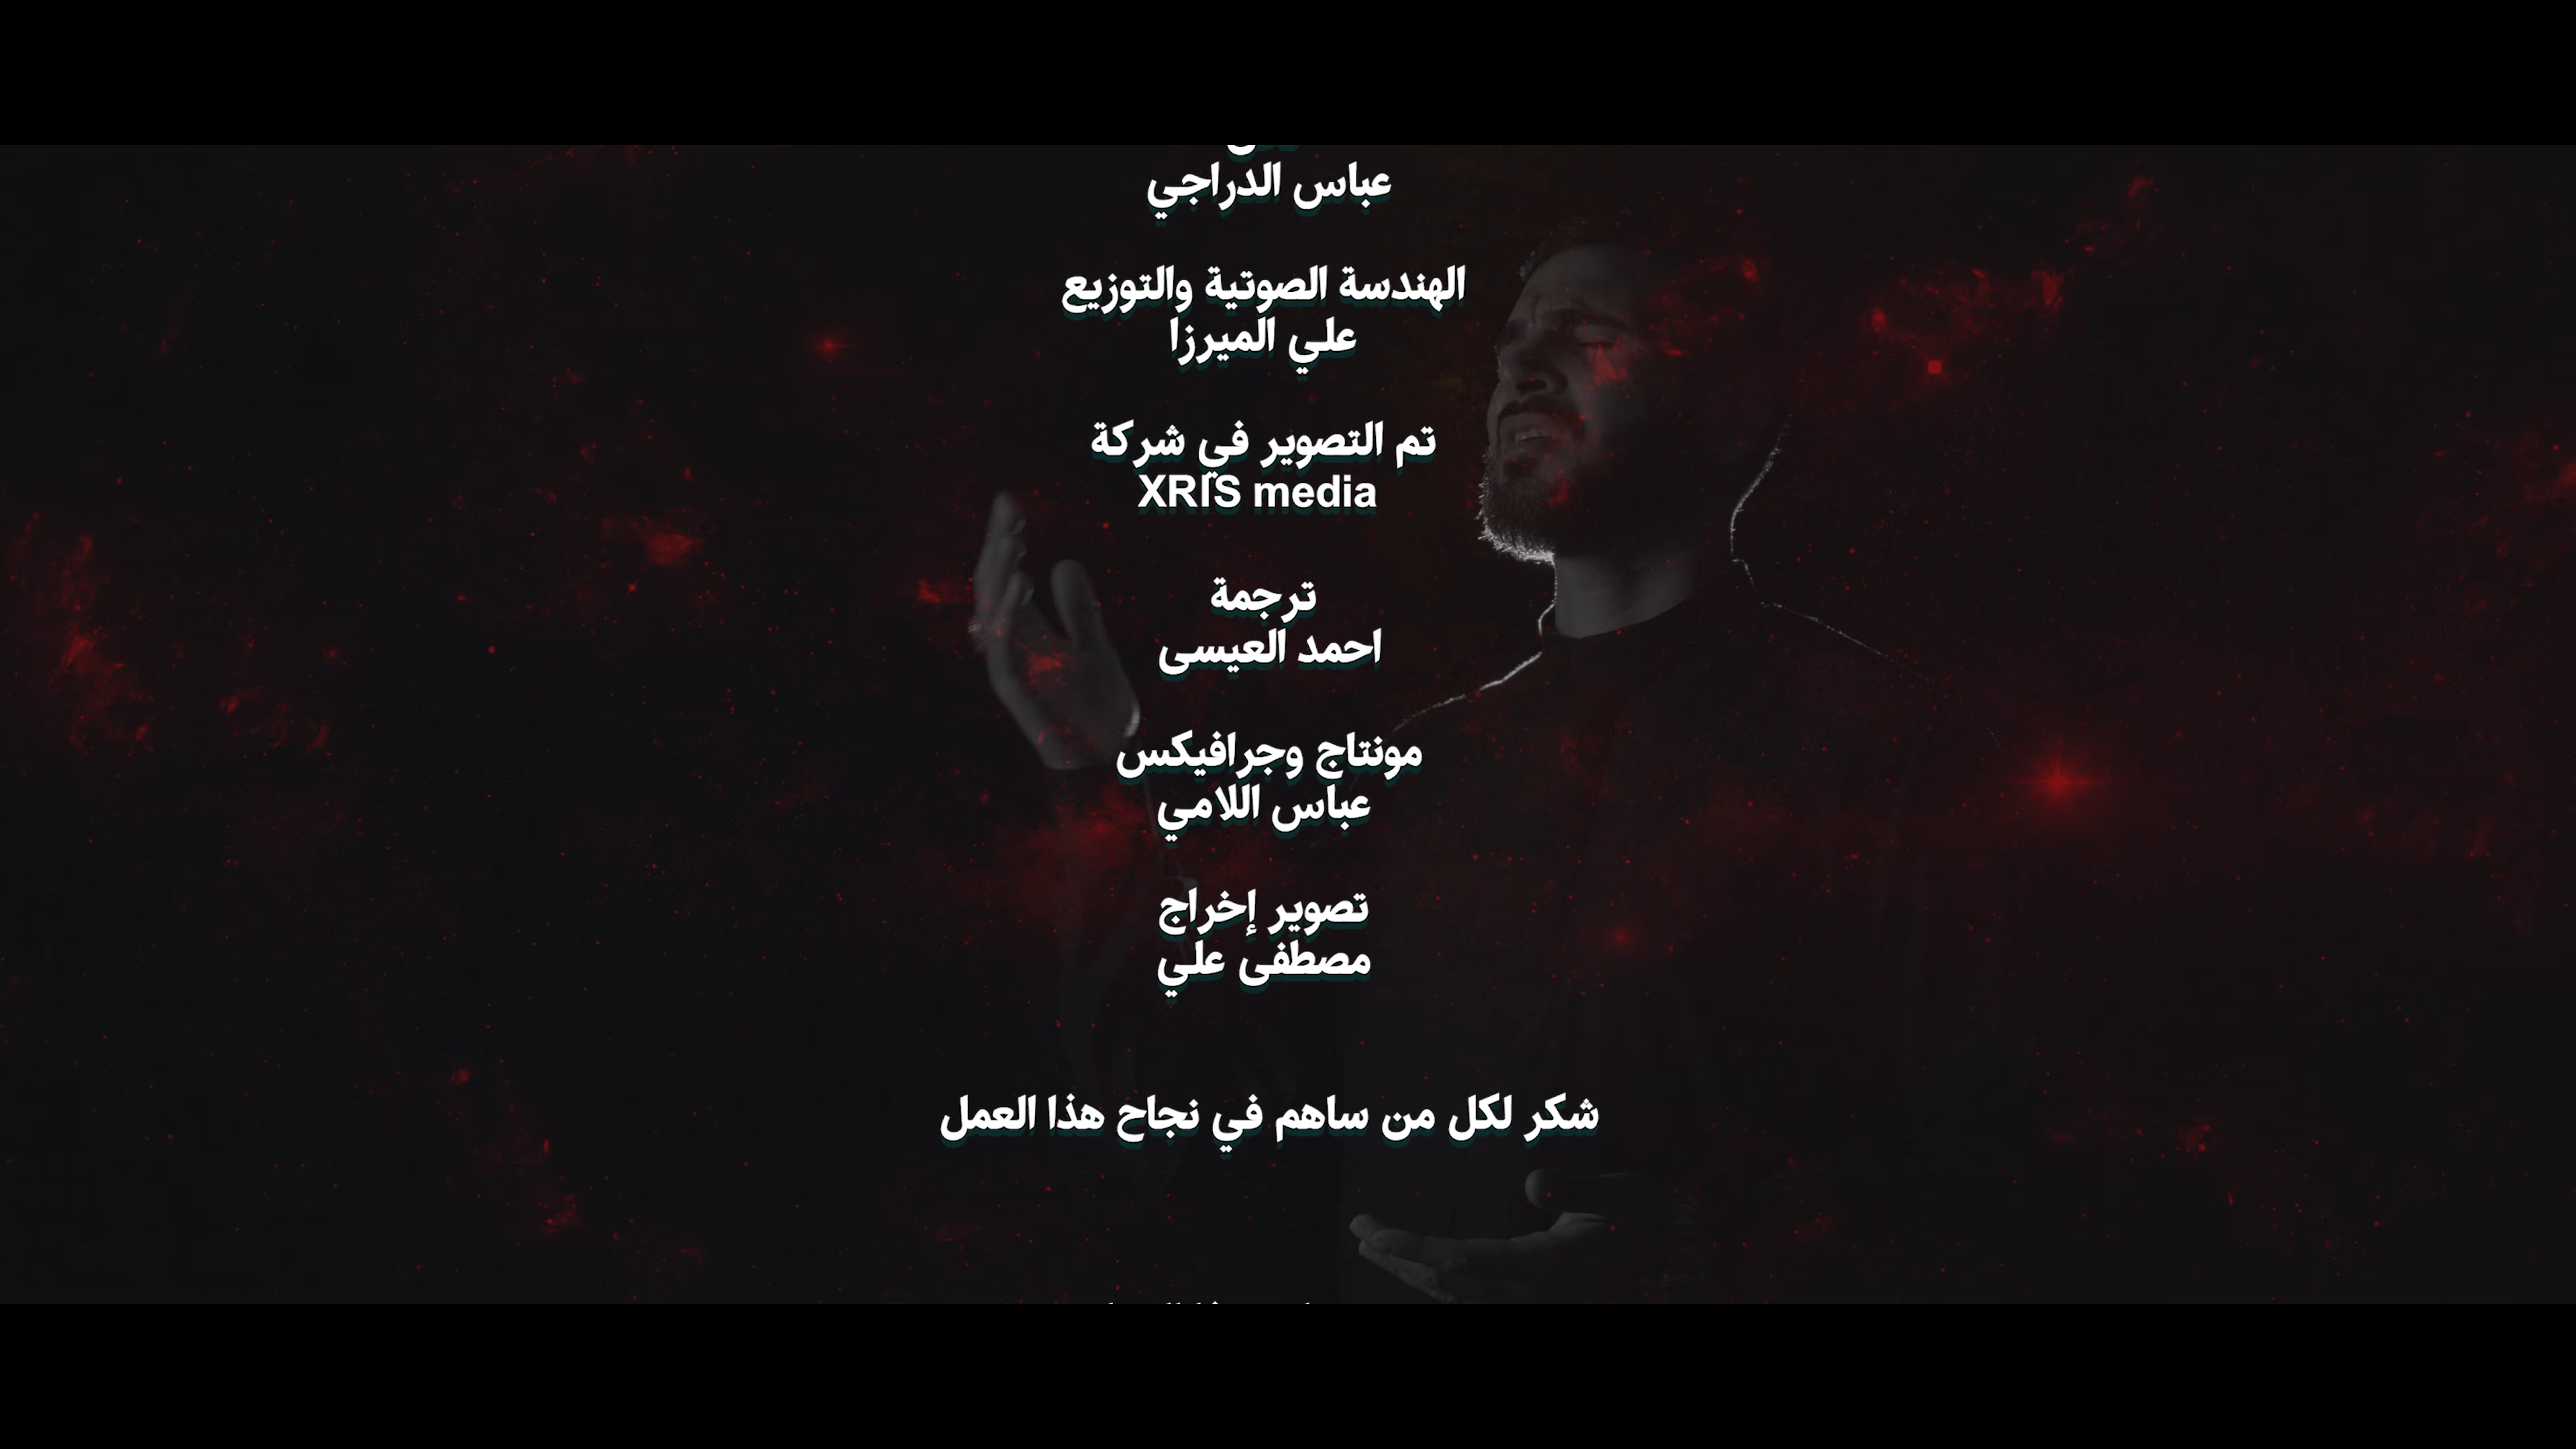 عباس الدراجي
الهندسة الصوتية والتوزيع
علي الميرزا
تم التصوير في شركة
XRIS media
ترجمة
احمد العيسى
مونتاج وجرافيكس
عباس اللامي
تصوير إخراج
مصطفى علي
شكر لكل من ساهم في نجاح هذا العمل